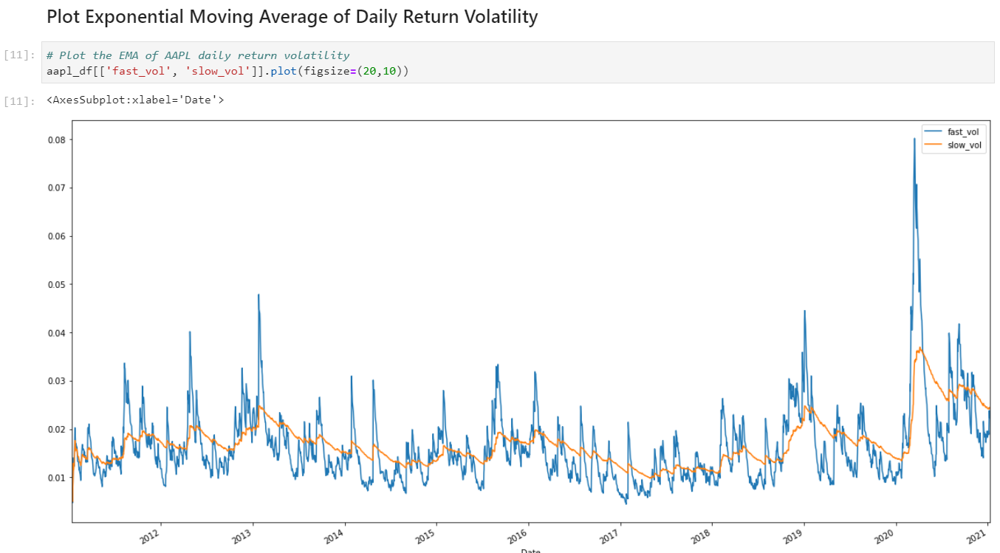 Plot Exponential Moving Average of Daily Return Volatility
[11]: # Plot the EMA of AAPL daily return volatility
aapl_df[['fast_vol', 'slow_vol']].plot(figsize=(20,10))
[11]: <AxesSubplot:xlabel='Date'>
fast_vol
slow_vol
0.08
0.07
0.06
0.05
0.04
0.03
0.02
0.01
2012 2013 2014 2015 2016 2017 2018 2019 2020 2021
Date